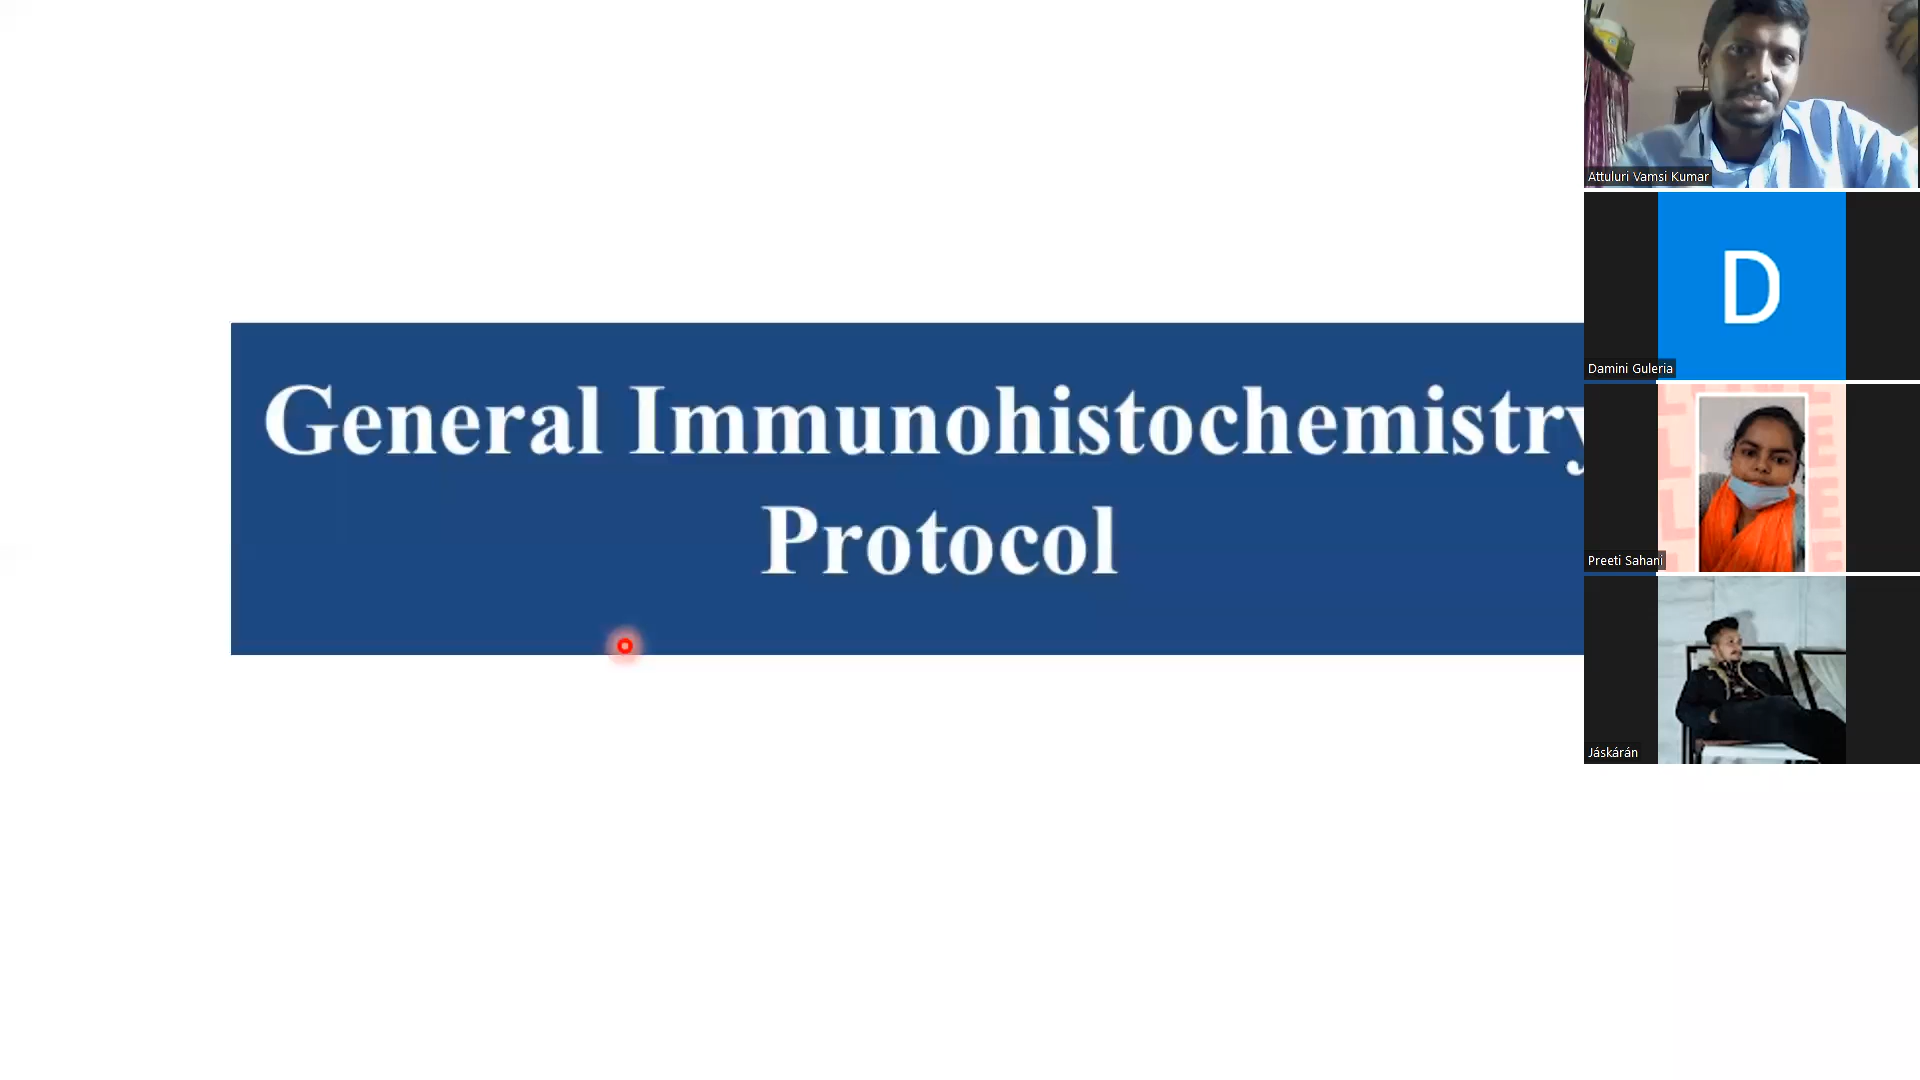 General Immunohistochemistry
Protocol
Attuluri Vamsi Kumar
D
Damini Guleria
Preeti Sahani
Jáskárán